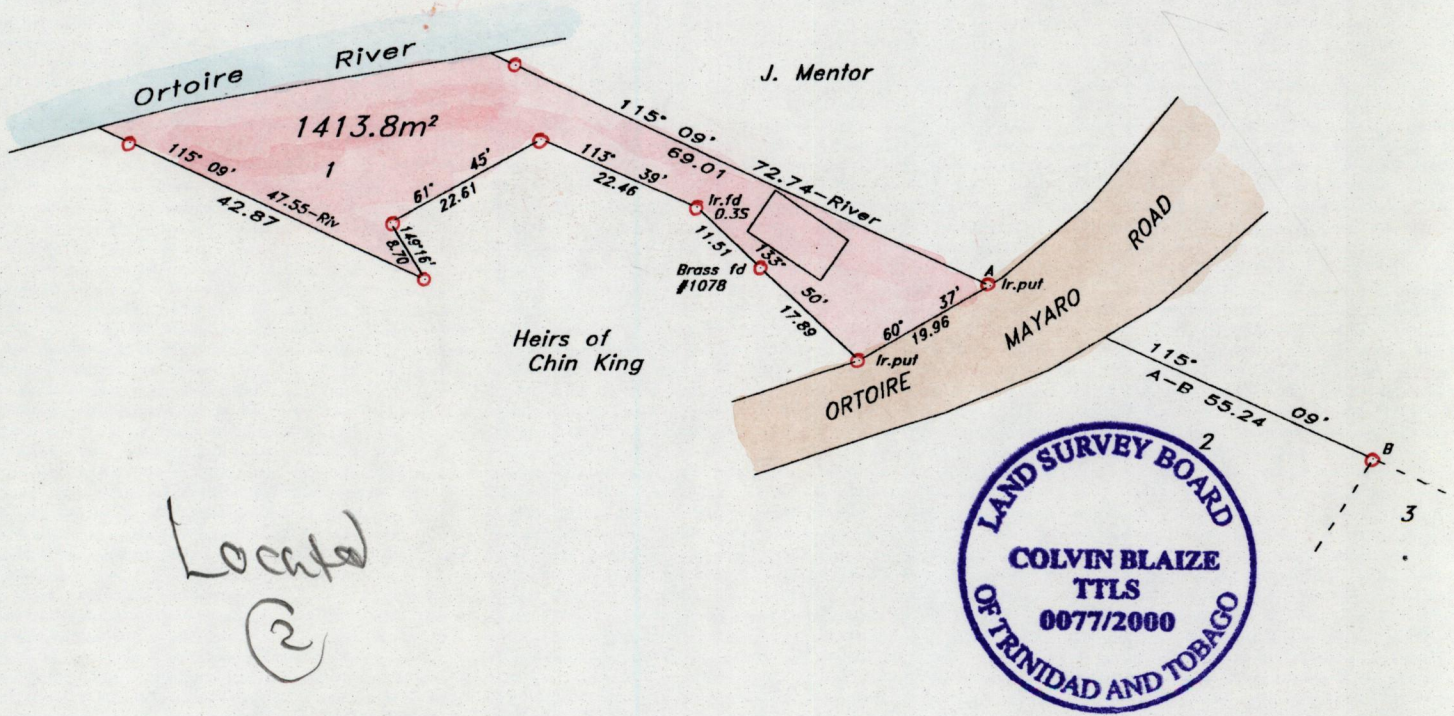 Ortoire River
J. Mentor
1413.8m²
1
115° 09'
47.55-Riv
42.87
61° 45'
22.61
149°16'
8.70
113° 39'
22.46
115° 09'
69.01
72.74-River
Ir.fd
0.3S
11.51
Brass fd
#1078
133° 50'
17.89
60° 37'
19.96
A
Ir.put
Ir.put
ORTOIRE MAYARO ROAD
Heirs of
Chin King
115° 09'
A-B 55.24
B
2
3
Located
2
LAND SURVEY BOARD
COLVIN BLAIZE
TTLS
0077/2000
OF TRINIDAD AND TOBAGO